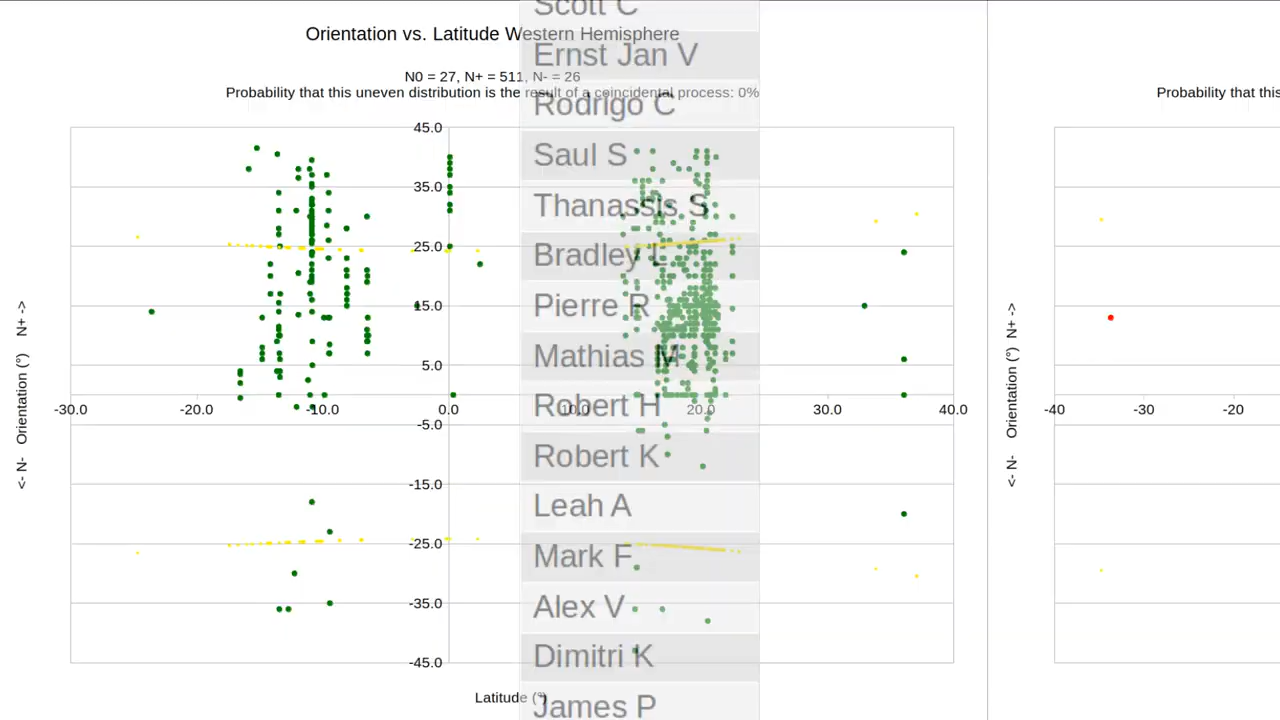 Scott C
Orientation vs. Latitude Western Hemisphere
Ernst Jan V
N0 = 27, N+ = 511, N- = 26
Probability that this uneven distribution is the result of a coincidental process: 0%
Probability that this
Rodrigo C
Saul S
Thanassis S
Bradley L
Pierre R
Mathias M
Robert H
Robert K
Leah A
Mark F
Alex V
Dimitri K
James P
45.0
35.0
25.0
15.0
5.0
-5.0
-15.0
-25.0
-35.0
-45.0
-30.0 -20.0 -10.0 0.0 10.0 20.0 30.0 40.0
-40 -30 -20
<- N- Orientation (°) N+ ->
<- N- Orientation (°) N+ ->
Latitude (°)